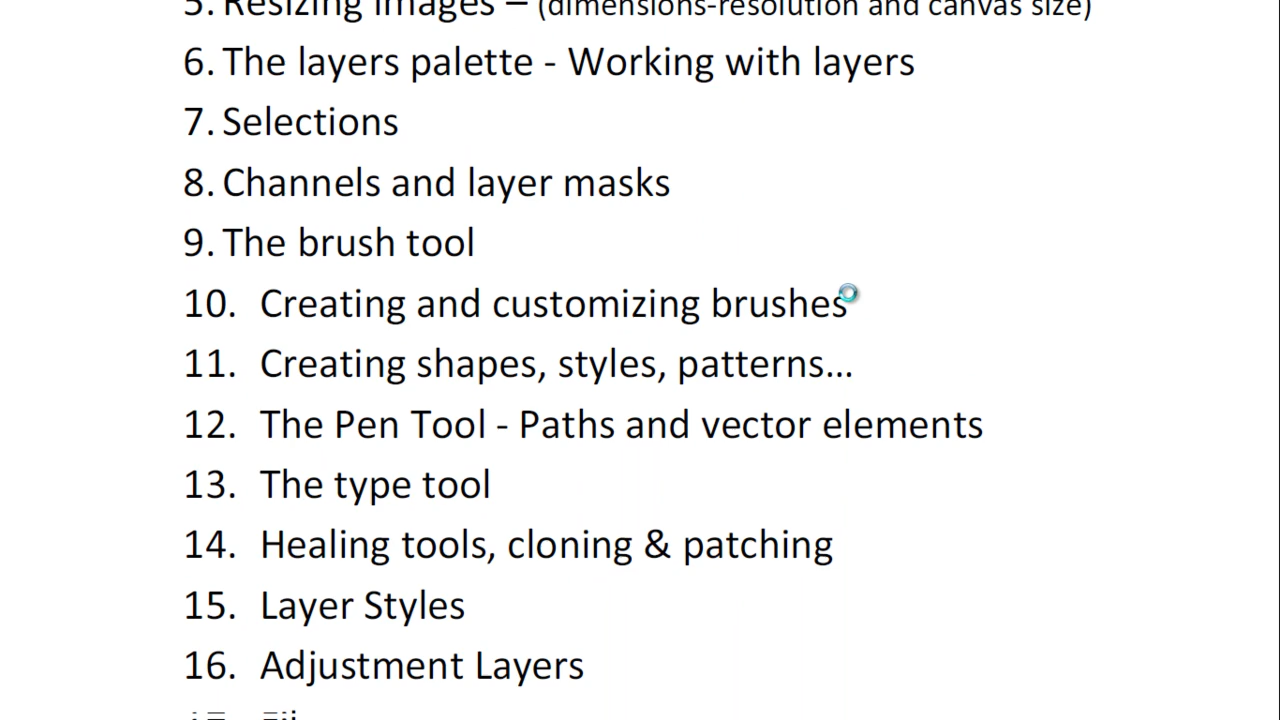 5. Resizing images – (dimensions-resolution and canvas size)
6. The layers palette - Working with layers
7. Selections
8. Channels and layer masks
9. The brush tool
10. Creating and customizing brushes
11. Creating shapes, styles, patterns...
12. The Pen Tool - Paths and vector elements
13. The type tool
14. Healing tools, cloning & patching
15. Layer Styles
16. Adjustment Layers